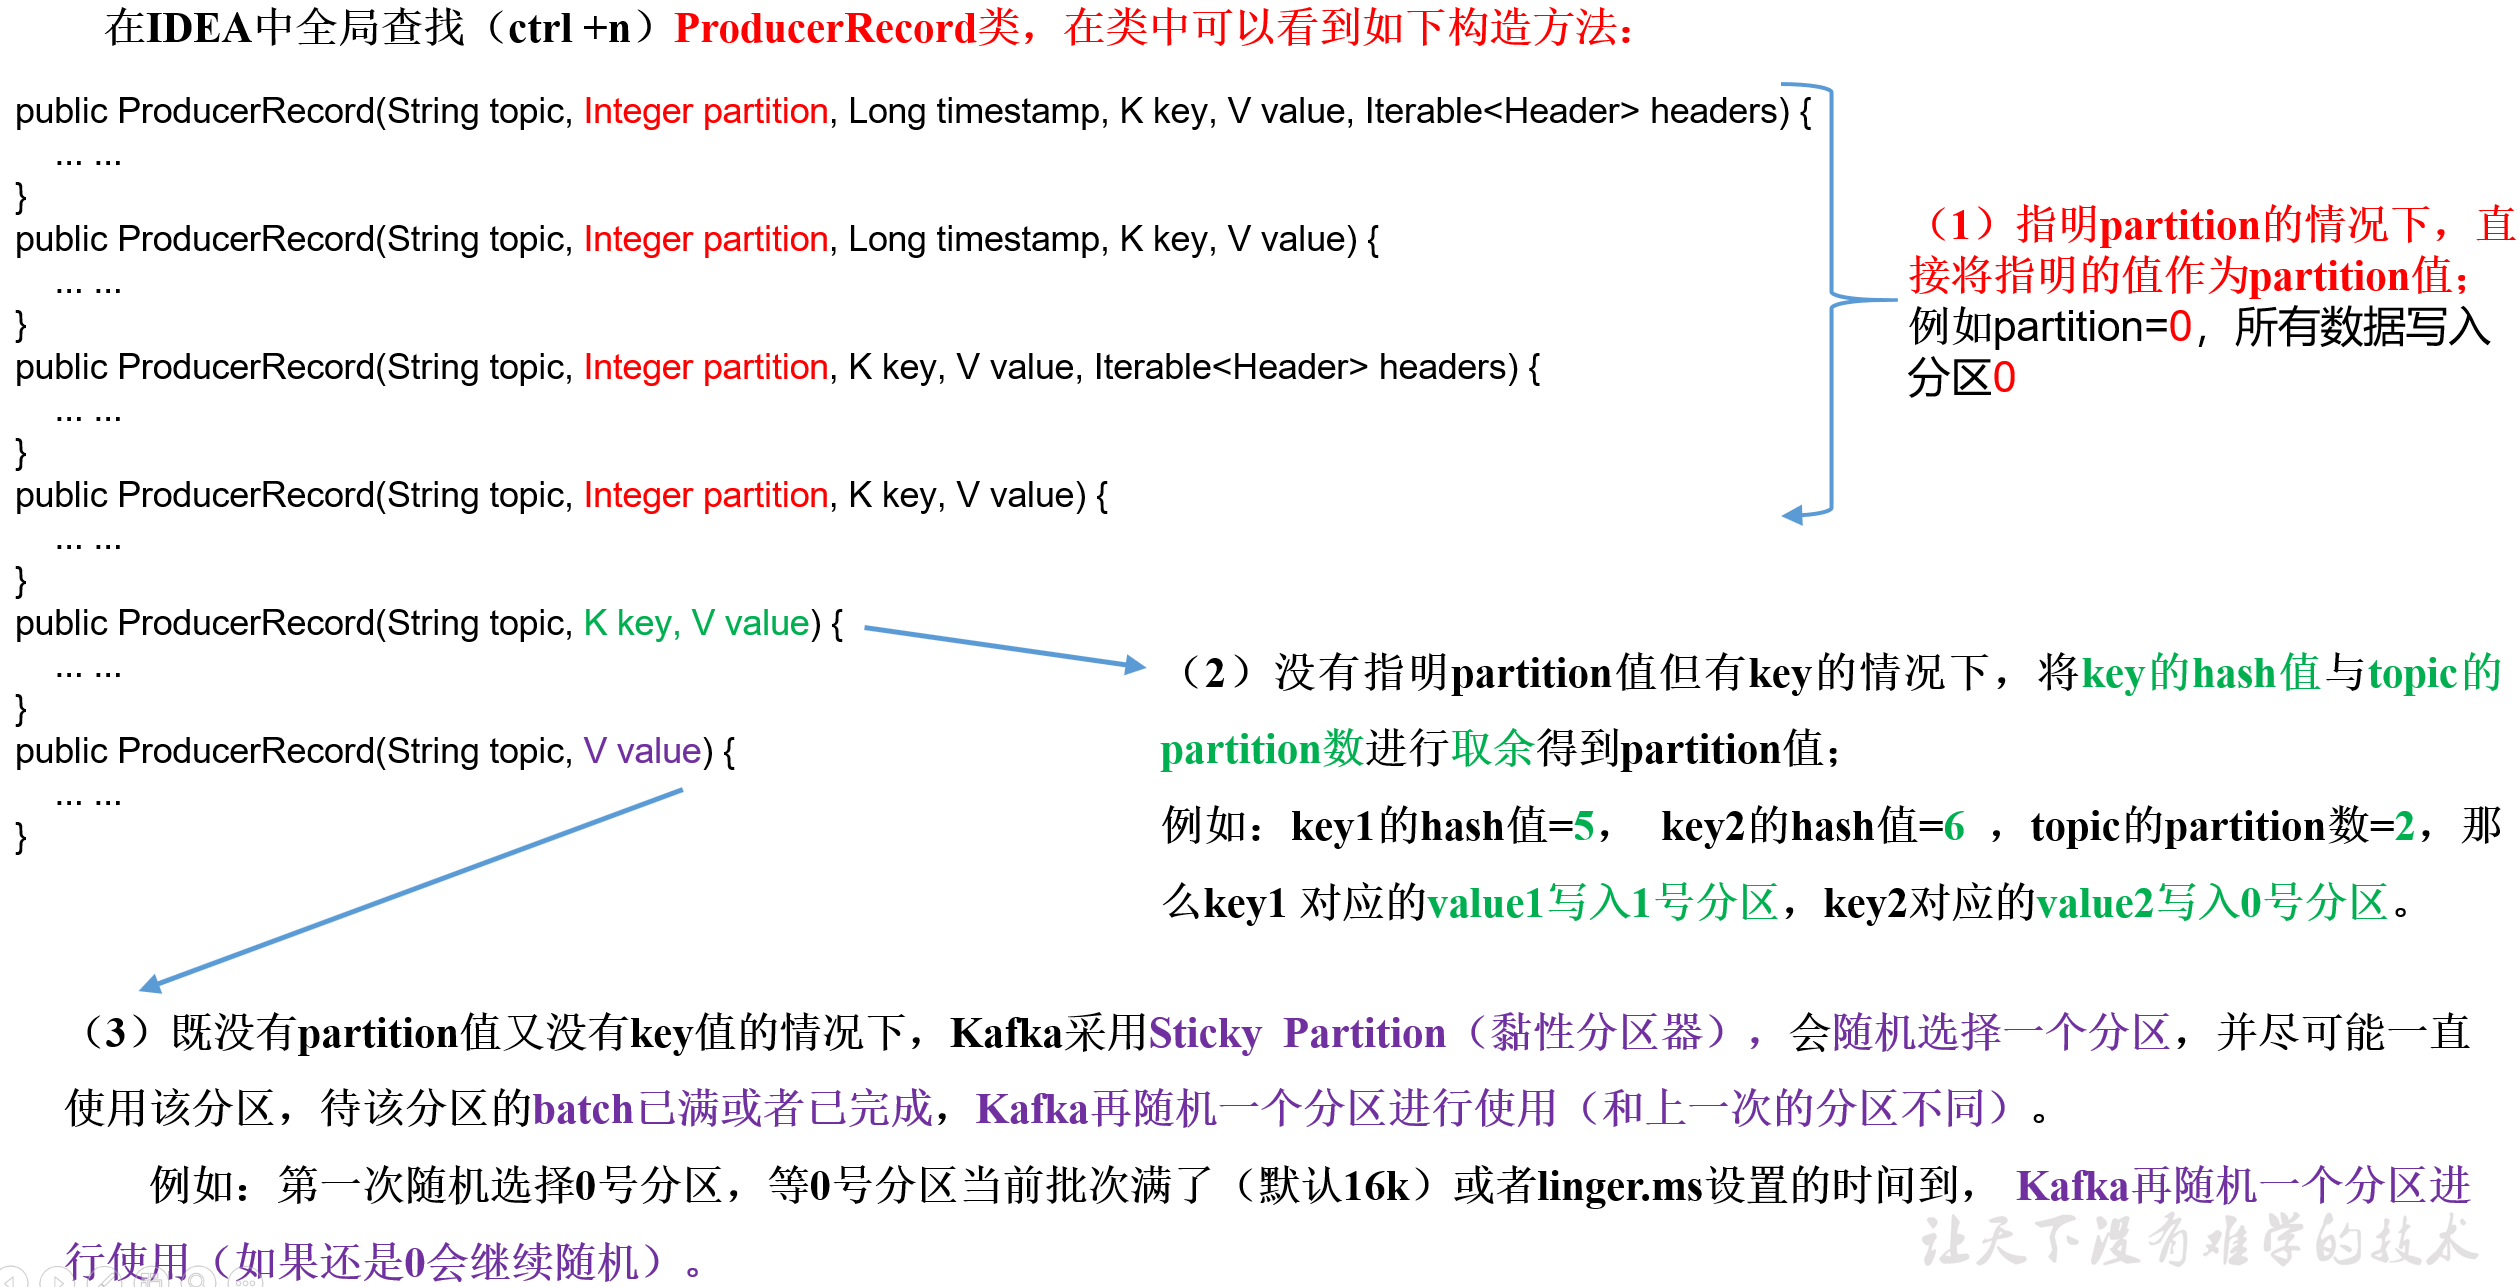 在IDEA中全局查找（ctrl +n）ProducerRecord类，在类中可以看到如下构造方法：
public ProducerRecord(String topic, Integer partition, Long timestamp, K key, V value, Iterable<Header> headers) {
... ...
}
public ProducerRecord(String topic, Integer partition, Long timestamp, K key, V value) {
... ...
}
public ProducerRecord(String topic, Integer partition, K key, V value, Iterable<Header> headers) {
... ...
}
public ProducerRecord(String topic, Integer partition, K key, V value) {
... ...
}
public ProducerRecord(String topic, K key, V value) {
... ...
}
public ProducerRecord(String topic, V value) {
... ...
}
（1）指明partition的情况下，直
接将指明的值作为partition值；
例如partition=0，所有数据写入
分区0
（2）没有指明partition值但有key的情况下，将key的hash值与topic的
partition数进行取余得到partition值；
例如：key1的hash值=5， key2的hash值=6 ，topic的partition数=2，那
么key1 对应的value1写入1号分区，key2对应的value2写入0号分区。
（3）既没有partition值又没有key值的情况下，Kafka采用Sticky Partition（黏性分区器），会随机选择一个分区，并尽可能一直
使用该分区，待该分区的batch已满或者已完成，Kafka再随机一个分区进行使用（和上一次的分区不同）。
例如：第一次随机选择0号分区，等0号分区当前批次满了（默认16k）或者linger.ms设置的时间到， Kafka再随机一个分区进
行使用（如果还是0会继续随机）。
让天下没有难学的技术